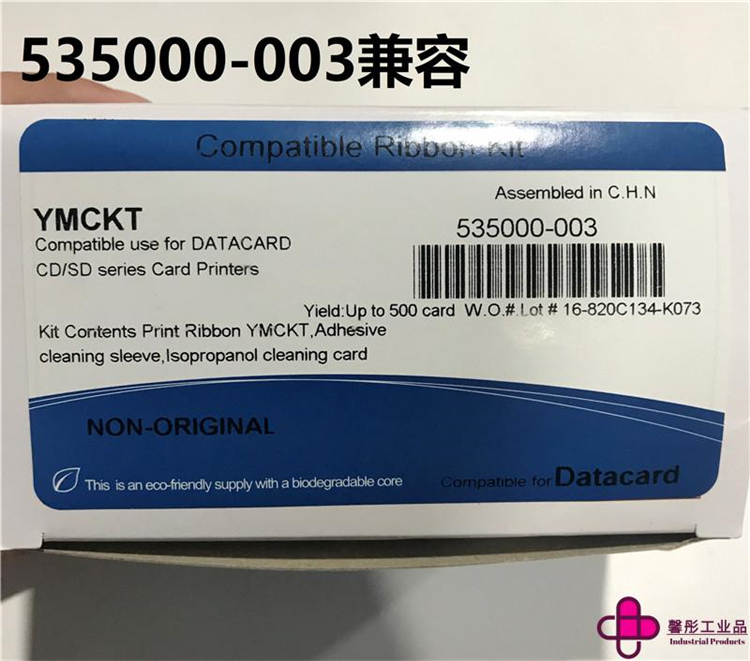 535000-003兼容
Compatible Ribbon Kit
Assembled in C.H.N
YMCKT
535000-003
Compatible use for DATACARD
CD/SD series Card Printers
Yield:Up to 500 card W.O.#.Lot # 16-820C134-K073
Kit Contents Print Ribbon YMCKT,Adhesive
cleaning sleeve,Isopropanol cleaning card
NON-ORIGINAL
This is an eco-friendly supply with a biodegradable core
Compatible for Datacard
馨彤工业品
Industrial Products